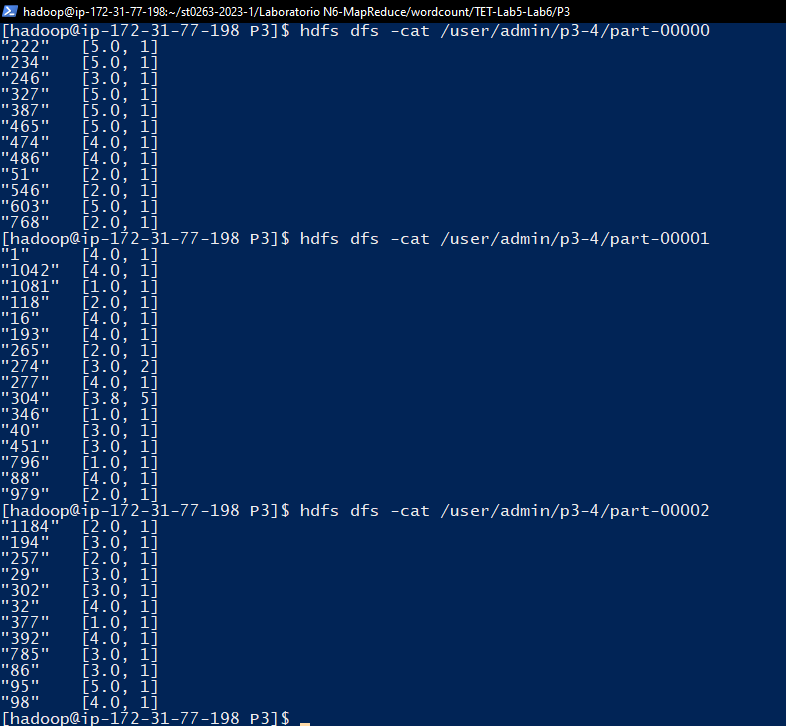 hadoop@ip-172-31-77-198:~/st0263-2023-1/Laboratorio N6-MapReduce/wordcount/TET-Lab5-Lab6/P3
[hadoop@ip-172-31-77-198 P3]$ hdfs dfs -cat /user/admin/p3-4/part-00000
"222"   [5.0, 1]
"234"   [5.0, 1]
"246"   [3.0, 1]
"327"   [5.0, 1]
"387"   [5.0, 1]
"465"   [5.0, 1]
"474"   [4.0, 1]
"486"   [4.0, 1]
"51"    [2.0, 1]
"546"   [2.0, 1]
"603"   [5.0, 1]
"768"   [2.0, 1]
[hadoop@ip-172-31-77-198 P3]$ hdfs dfs -cat /user/admin/p3-4/part-00001
"1"     [4.0, 1]
"1042"  [4.0, 1]
"1081"  [1.0, 1]
"118"   [2.0, 1]
"16"    [4.0, 1]
"193"   [4.0, 1]
"265"   [2.0, 1]
"274"   [3.0, 2]
"277"   [4.0, 1]
"304"   [3.8, 5]
"346"   [1.0, 1]
"40"    [3.0, 1]
"451"   [3.0, 1]
"796"   [1.0, 1]
"88"    [4.0, 1]
"979"   [2.0, 1]
[hadoop@ip-172-31-77-198 P3]$ hdfs dfs -cat /user/admin/p3-4/part-00002
"1184"  [2.0, 1]
"194"   [3.0, 1]
"257"   [2.0, 1]
"29"    [3.0, 1]
"302"   [3.0, 1]
"32"    [4.0, 1]
"377"   [1.0, 1]
"392"   [4.0, 1]
"785"   [3.0, 1]
"86"    [3.0, 1]
"95"    [5.0, 1]
"98"    [4.0, 1]
[hadoop@ip-172-31-77-198 P3]$